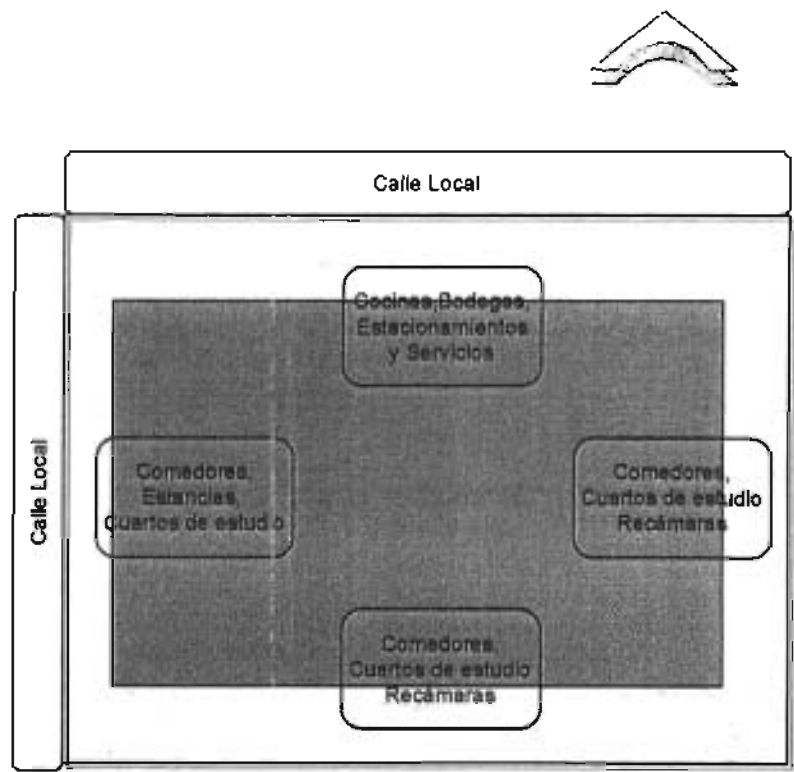 Calle Local
Calle Local
Cocinas,Bodegas,
Estacionamientos
y Servicios
Comedores,
Estancias,
Cuartos de estudio
Comedores,
Cuartos de estudio
Recámaras
Comedores,
Cuartos de estudio
Recámaras